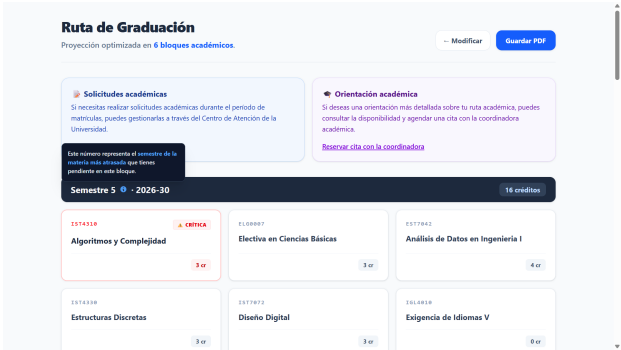 Ruta de Graduación
Proyección optimizada en 6 bloques académicos.
← Modificar
Guardar PDF
Solicitudes académicas
Si necesitas realizar solicitudes académicas durante el período de
matrículas, puedes gestionarlas a través del Centro de Atención de la
Universidad.
Orientación académica
Si deseas una orientación más detallada sobre tu ruta académica, puedes
consultar la disponibilidad y agendar una cita con la coordinadora
académica.
Reservar cita con la coordinadora
Este número representa el semestre de la
materia más atrasada que tienes
pendiente en este bloque.
Semestre 5 · 2026-30
16 créditos
IST4310
CRÍTICA
Algoritmos y Complejidad
3 cr
ELG0007
Electiva en Ciencias Básicas
3 cr
EST7042
Análisis de Datos en Ingeniería I
4 cr
IST4330
Estructuras Discretas
3 cr
IST7072
Diseño Digital
3 cr
IGL4010
Exigencia de Idiomas V
0 cr